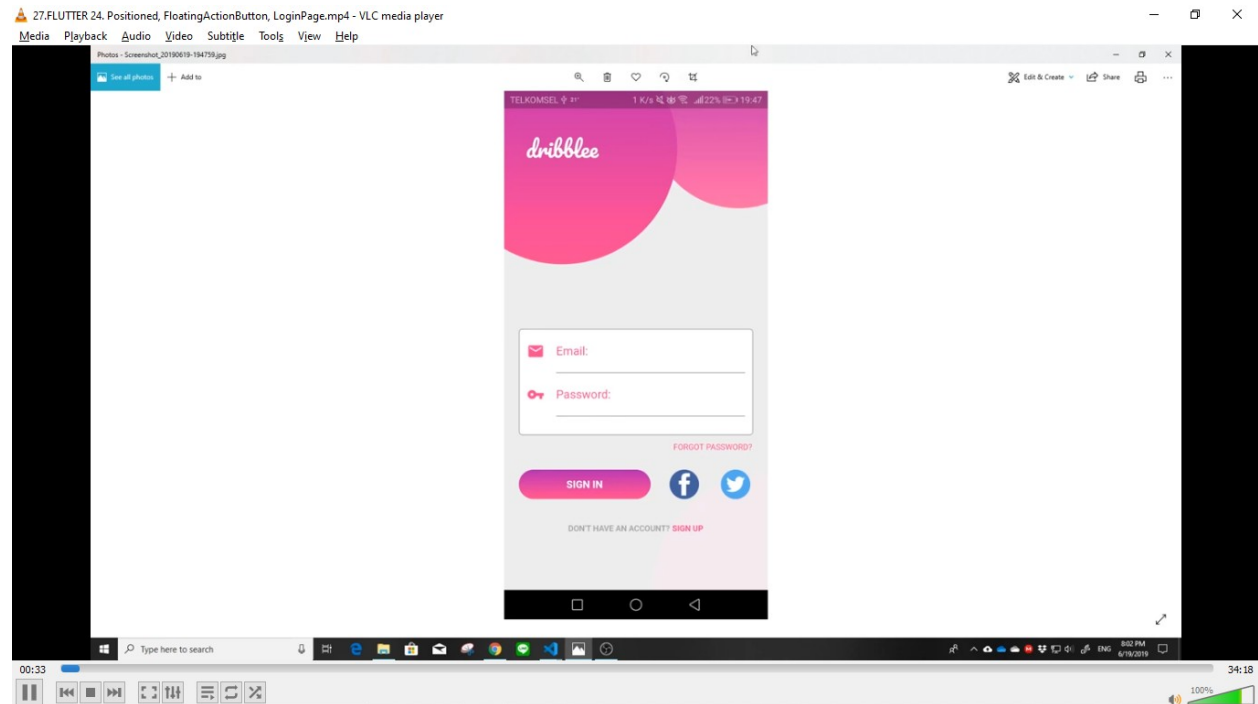 27.FLUTTER 24. Positioned, FloatingActionButton, LoginPage.mp4 - VLC media player
Media Playback Audio Video Subtitle Tools View Help
Photos - Screenshot_20190619-194759.jpg
See all photos + Add to Edit & Create Share
TELKOMSEL 1 K/s 22% 19:47
dribblee
Email:
Password:
FORGOT PASSWORD?
SIGN IN
DON'T HAVE AN ACCOUNT? SIGN UP
Type here to search ENG 8:02 PM
6/19/2019
00:33 34:18
100%